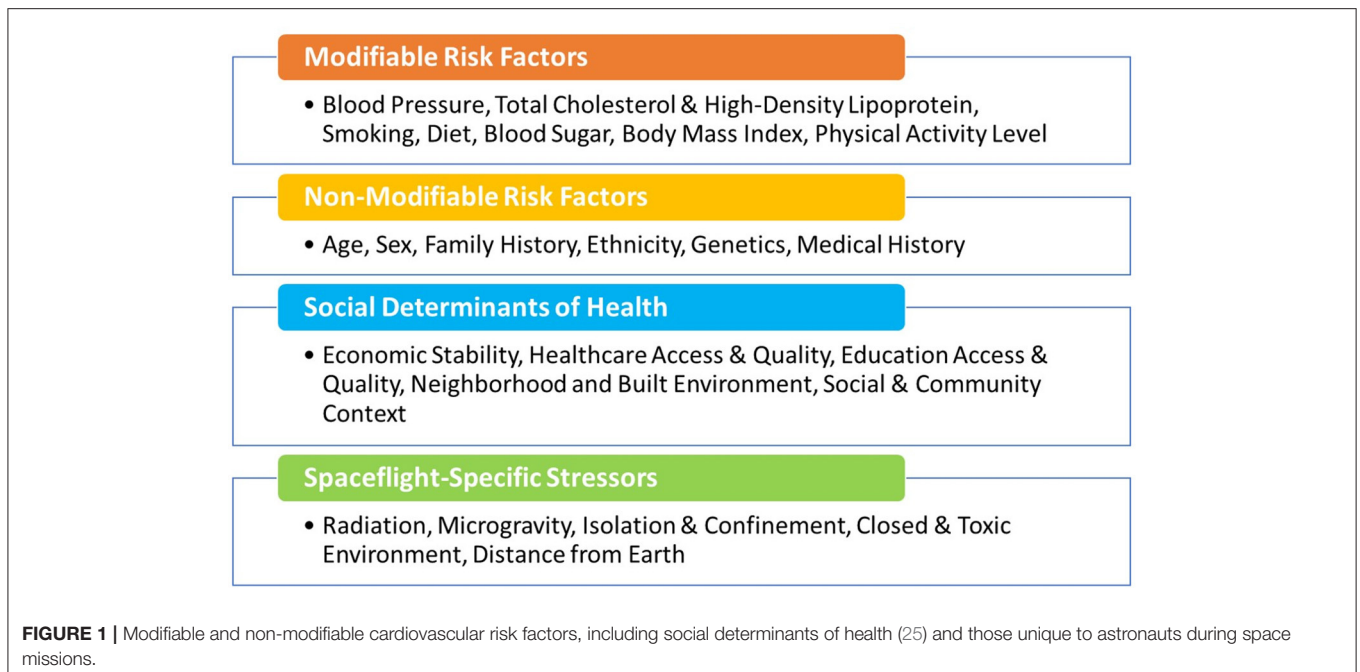 Modifiable Risk Factors
• Blood Pressure, Total Cholesterol & High-Density Lipoprotein,
Smoking, Diet, Blood Sugar, Body Mass Index, Physical Activity Level
Non-Modifiable Risk Factors
• Age, Sex, Family History, Ethnicity, Genetics, Medical History
Social Determinants of Health
• Economic Stability, Healthcare Access & Quality, Education Access &
Quality, Neighborhood and Built Environment, Social & Community
Context
Spaceflight-Specific Stressors
• Radiation, Microgravity, Isolation & Confinement, Closed & Toxic
Environment, Distance from Earth
FIGURE 1 | Modifiable and non-modifiable cardiovascular risk factors, including social determinants of health (25) and those unique to astronauts during space
missions.